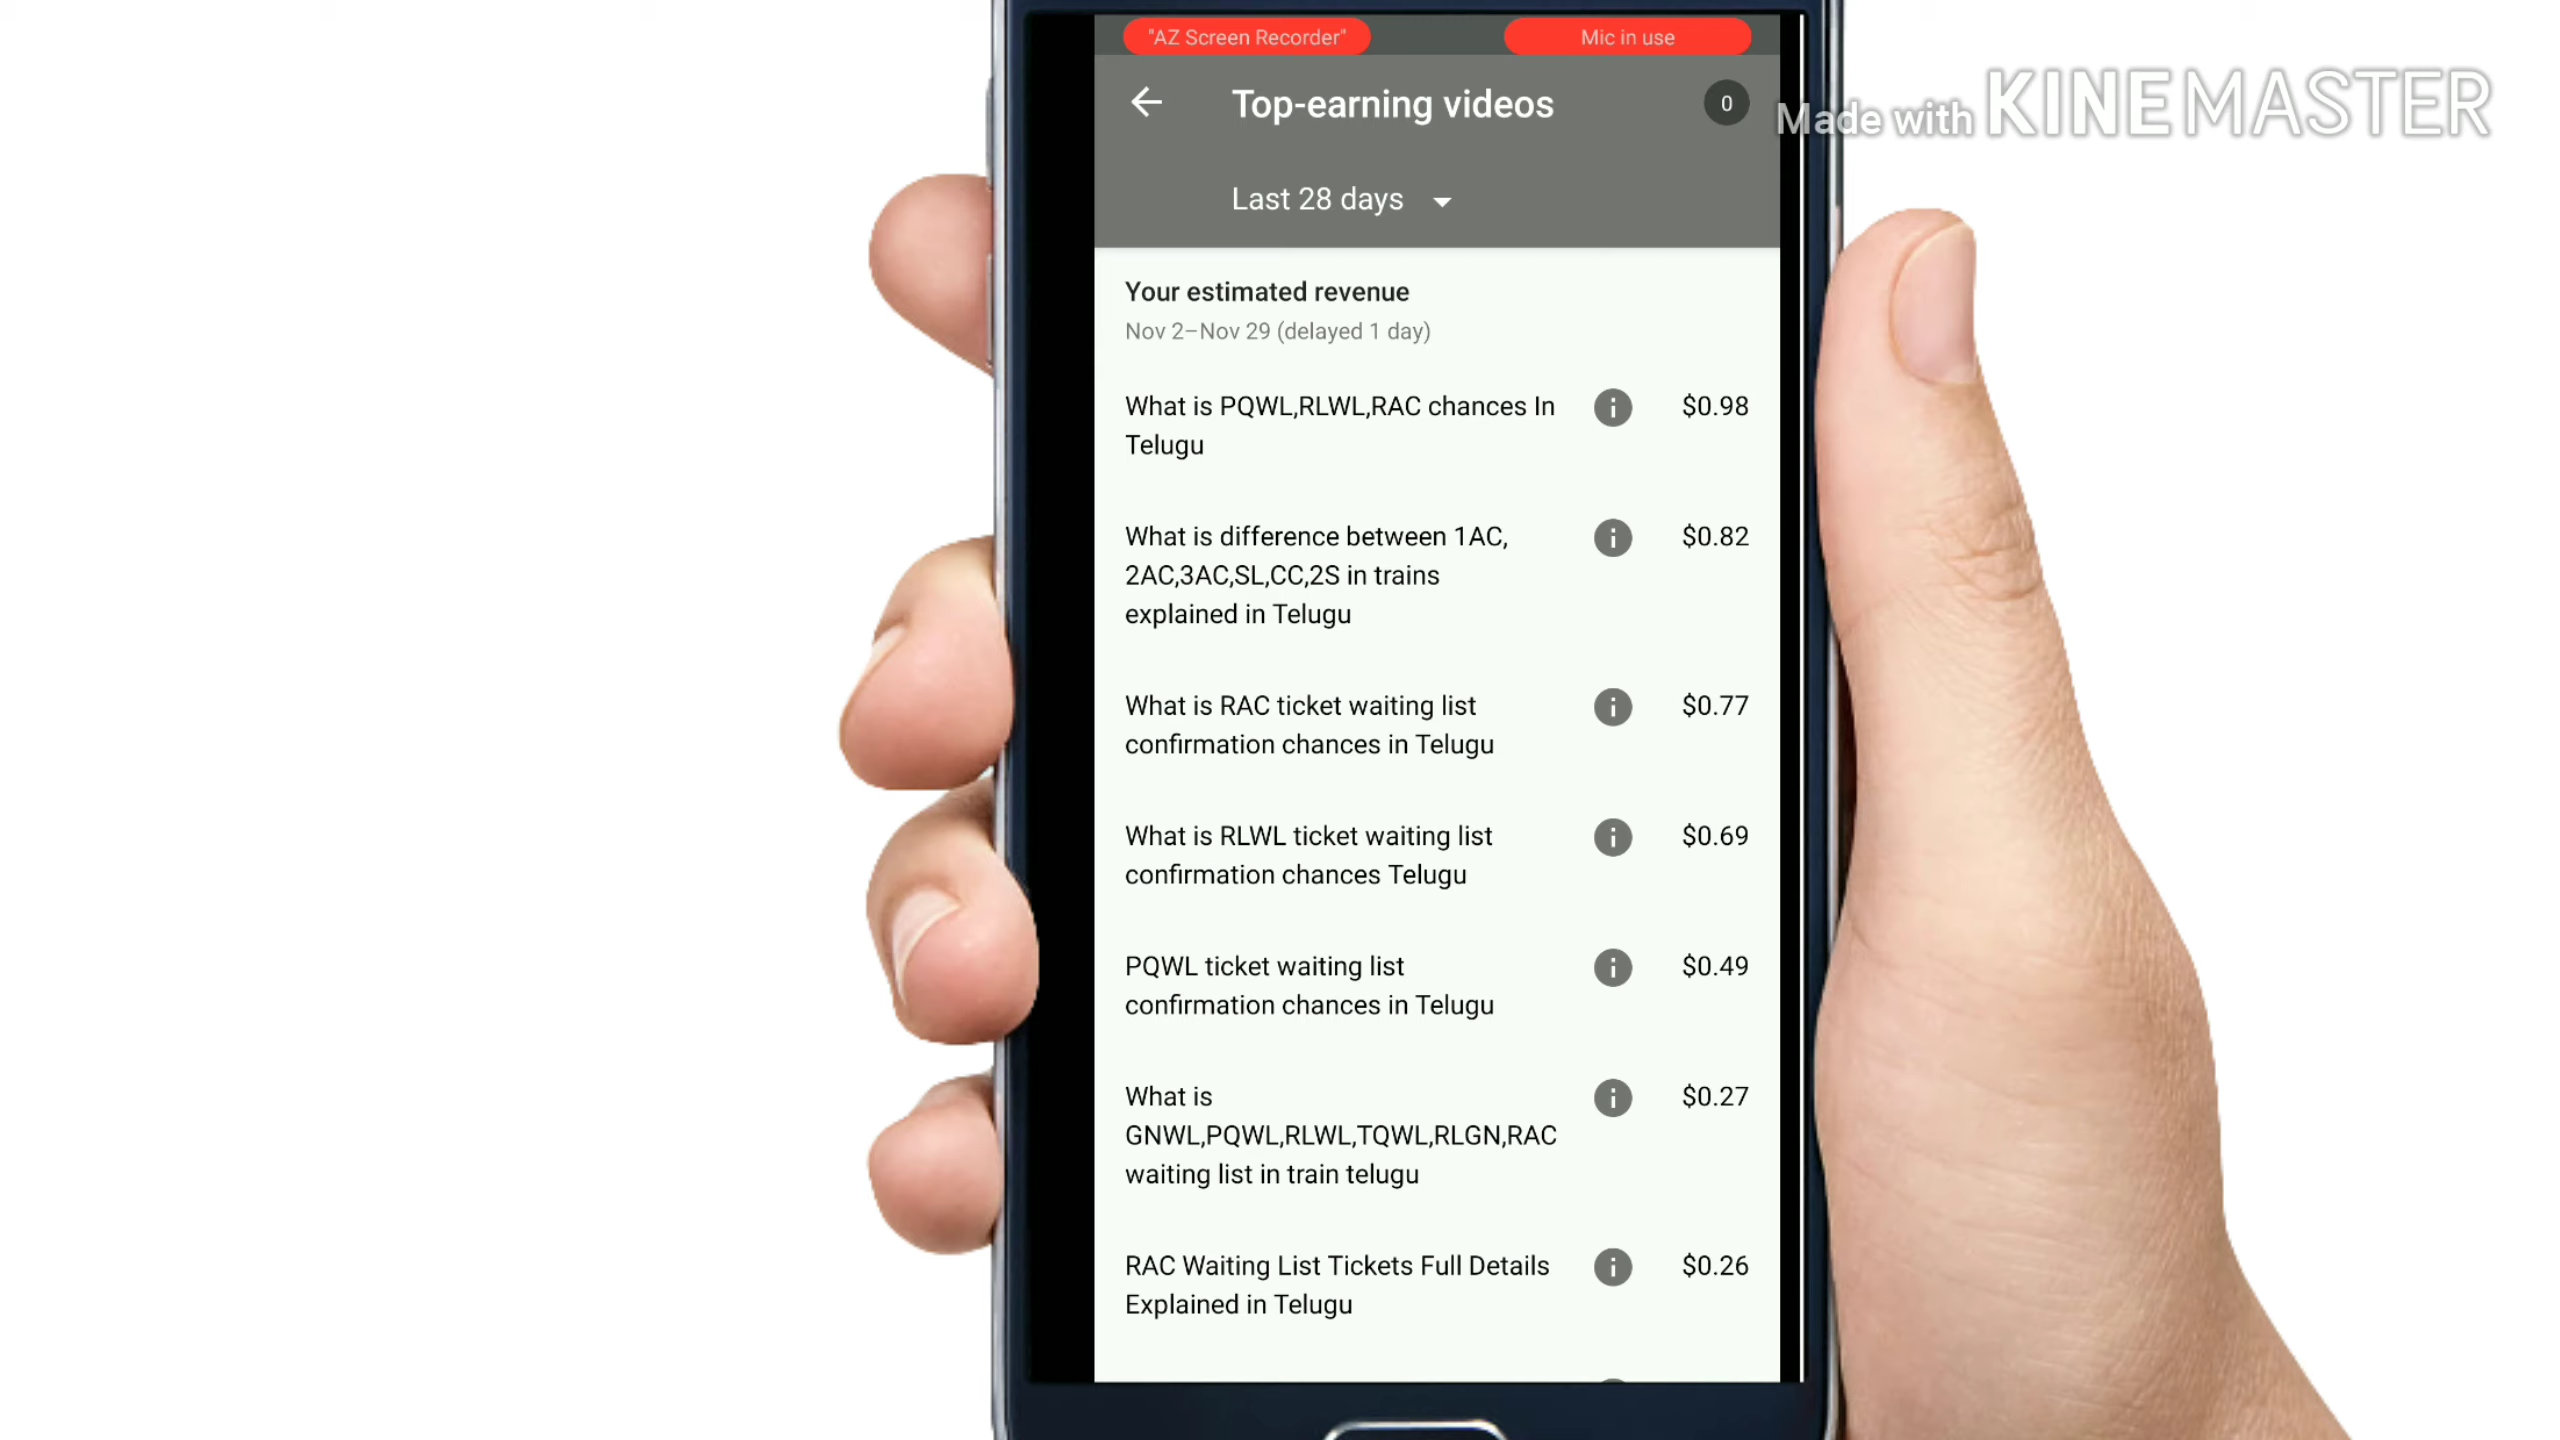 "AZ Screen Recorder"
Mic in use
Top-earning videos
0
Made with KINEMASTER
Last 28 days
Your estimated revenue
Nov 2–Nov 29 (delayed 1 day)
What is PQWL,RLWL,RAC chances In
Telugu
$0.98
What is difference between 1AC,
2AC,3AC,SL,CC,2S in trains
explained in Telugu
$0.82
What is RAC ticket waiting list
confirmation chances in Telugu
$0.77
What is RLWL ticket waiting list
confirmation chances Telugu
$0.69
PQWL ticket waiting list
confirmation chances in Telugu
$0.49
What is
GNWL,PQWL,RLWL,TQWL,RLGN,RAC
waiting list in train telugu
$0.27
RAC Waiting List Tickets Full Details
Explained in Telugu
$0.26